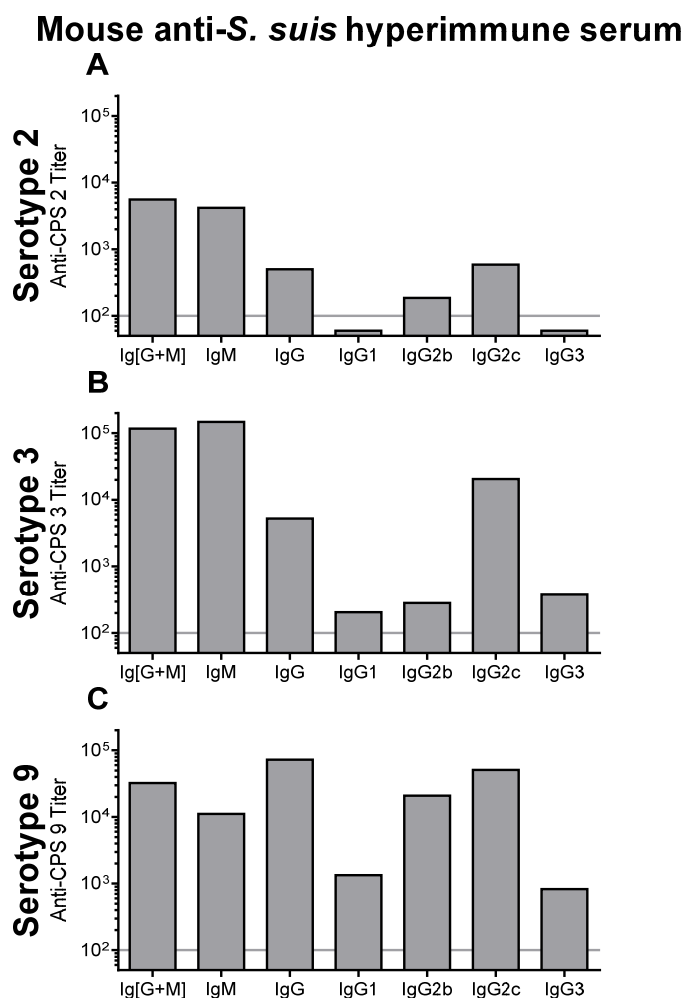 Mouse anti-S. suis hyperimmune serum
A
Serotype 2
Anti-CPS 2 Titer
10⁵
10⁴
10³
10²
Ig[G+M] IgM IgG IgG1 IgG2b IgG2c IgG3
B
Serotype 3
Anti-CPS 3 Titer
10⁵
10⁴
10³
10²
Ig[G+M] IgM IgG IgG1 IgG2b IgG2c IgG3
C
Serotype 9
Anti-CPS 9 Titer
10⁵
10⁴
10³
10²
Ig[G+M] IgM IgG IgG1 IgG2b IgG2c IgG3